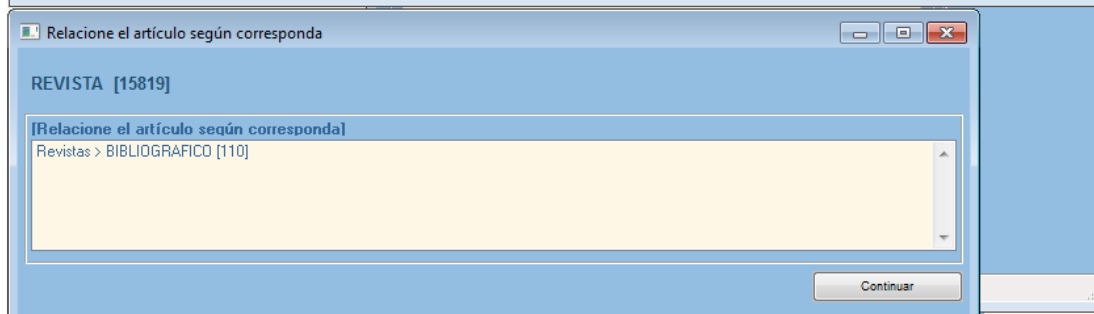 Relacione el artículo según corresponda
REVISTA [15819]
[Relacione el artículo según corresponda]
Revistas > BIBLIOGRAFICO [110]
Continuar